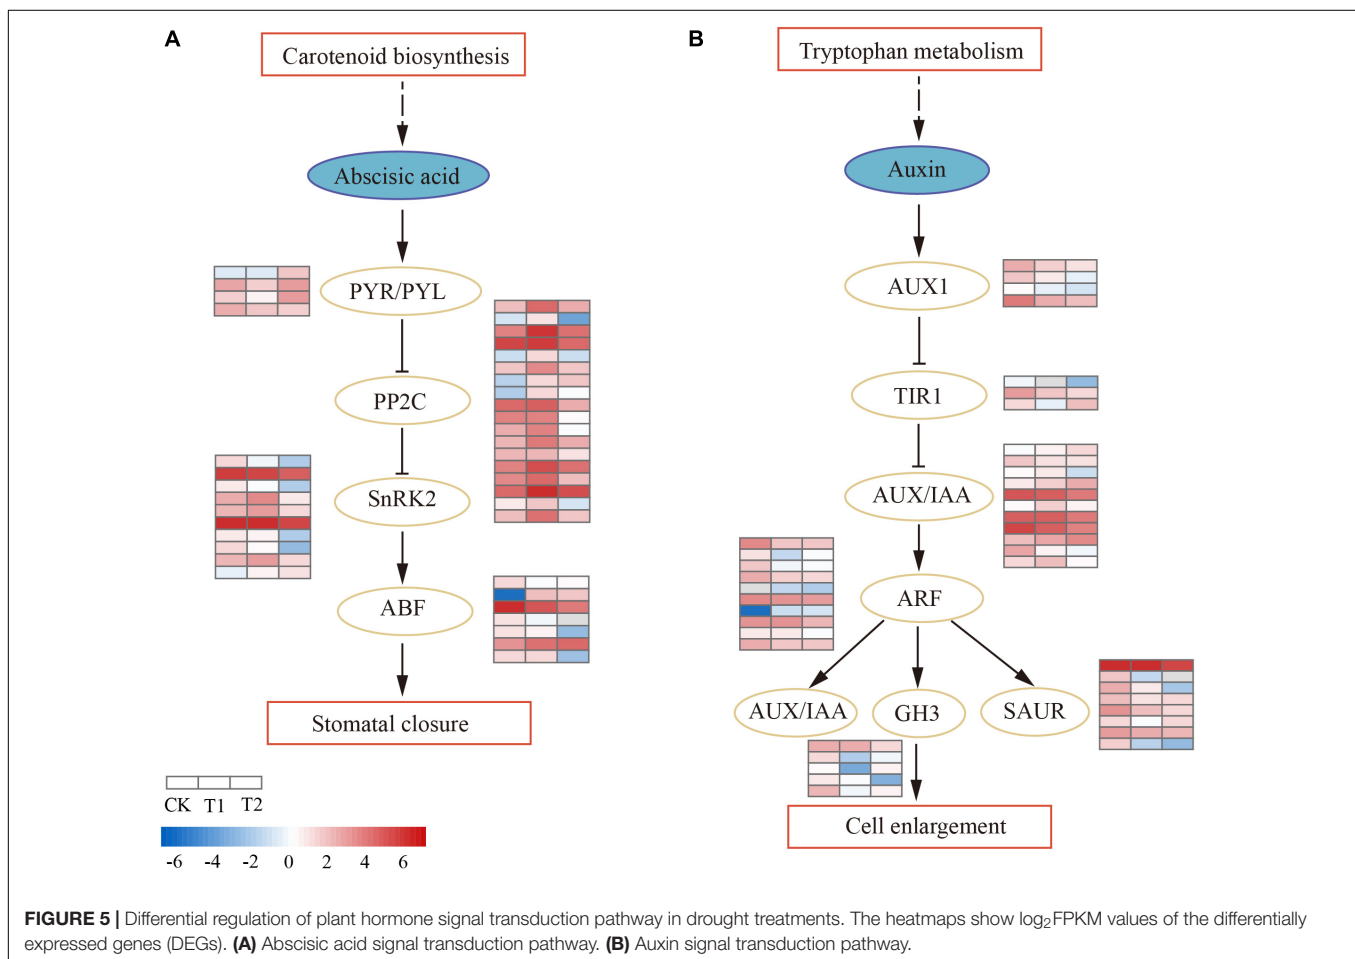 A
Carotenoid biosynthesis
Abscisic acid
PYR/PYL
PP2C
SnRK2
ABF
Stomatal closure
CK T1 T2
-6 -4 -2 0 2 4 6
B
Tryptophan metabolism
Auxin
AUX1
TIR1
AUX/IAA
ARF
AUX/IAA GH3 SAUR
Cell enlargement
FIGURE 5 | Differential regulation of plant hormone signal transduction pathway in drought treatments. The heatmaps show log₂FPKM values of the differentially
expressed genes (DEGs). (A) Abscisic acid signal transduction pathway. (B) Auxin signal transduction pathway.